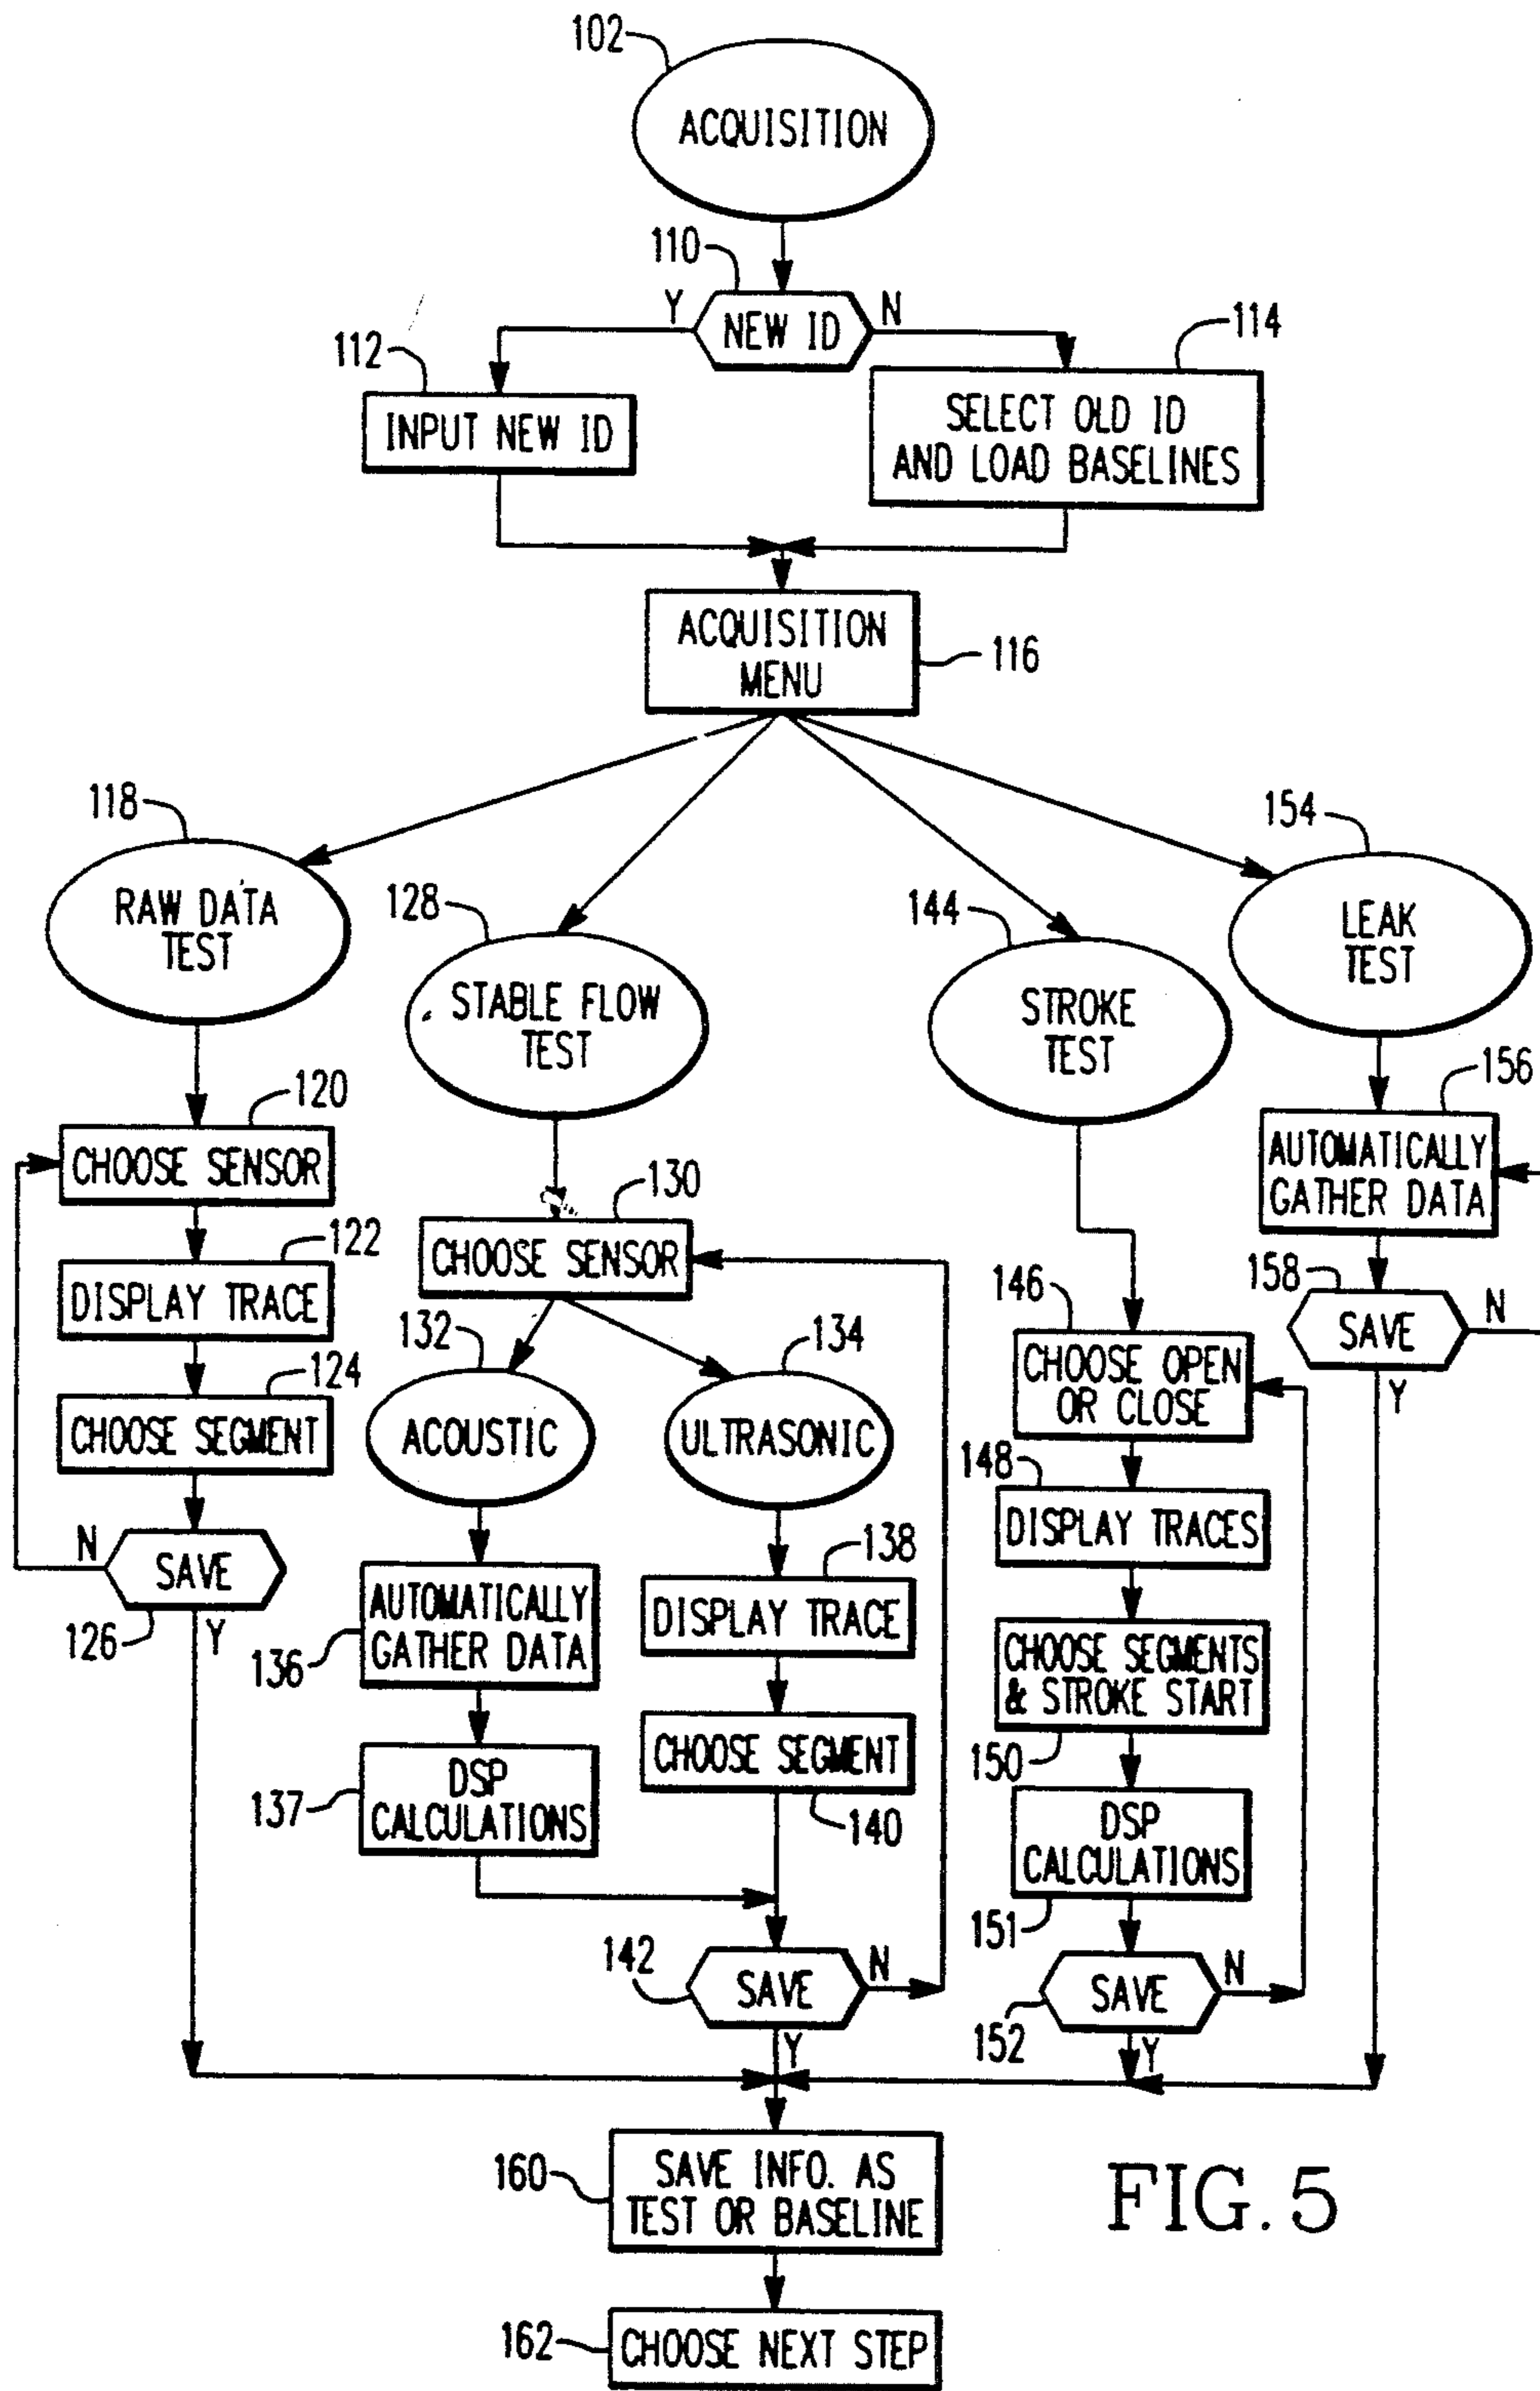 102
ACQUISITION
110
Y
NEW ID
N
112
INPUT NEW ID
114
SELECT OLD ID
AND LOAD BASELINES
ACQUISITION
MENU
116
118
RAW DATA
TEST
128
STABLE FLOW
TEST
144
STROKE
TEST
154
LEAK
TEST
120
CHOOSE SENSOR
122
DISPLAY TRACE
124
CHOOSE SEGMENT
N
SAVE
126
Y
130
CHOOSE SENSOR
132
ACOUSTIC
134
ULTRASONIC
136
AUTOMATICALLY
GATHER DATA
137
DSP
CALCULATIONS
138
DISPLAY TRACE
CHOOSE SEGMENT
140
142
SAVE
N
Y
146
CHOOSE OPEN
OR CLOSE
148
DISPLAY TRACES
CHOOSE SEGMENTS
& STROKE START
150
DSP
CALCULATIONS
151
SAVE
N
152
Y
156
AUTOMATICALLY
GATHER DATA
158
SAVE
N
Y
160
SAVE INFO. AS
TEST OR BASELINE
162
CHOOSE NEXT STEP
FIG. 5